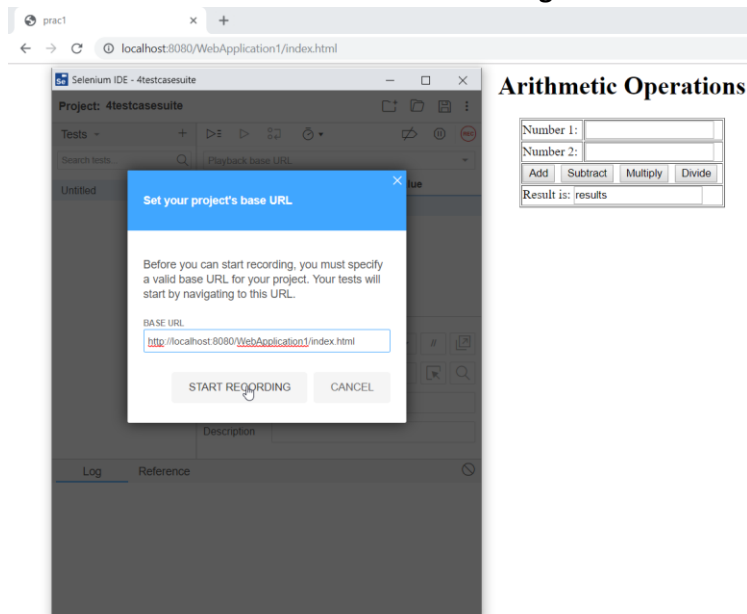 prac1
localhost:8080/WebApplication1/index.html
Selenium IDE - 4testcasesuite
Project: 4testcasesuite
Tests
Search tests...
Playback base URL
Untitled
lue
Set your project's base URL
Before you can start recording, you must specify
a valid base URL for your project. Your tests will
start by navigating to this URL.
BASE URL
http://localhost:8080/WebApplication1/index.html
START RECORDING CANCEL
Description
Log Reference
Arithmetic Operations
Number 1:
Number 2:
Add Subtract Multiply Divide
Result is: results